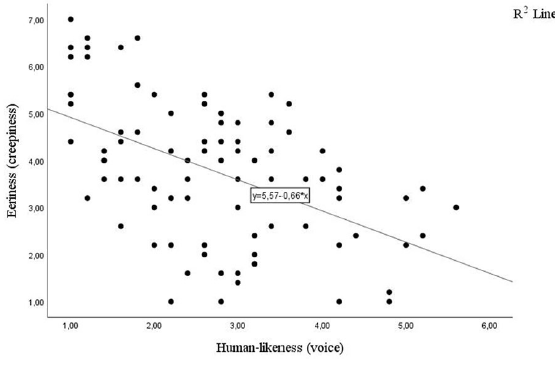 R² Line
7,00
6,00
5,00
4,00
3,00
2,00
1,00
Eeriness (creepiness)
y=5,57-0,66*x
1,00 2,00 3,00 4,00 5,00 6,00
Human-likeness (voice)